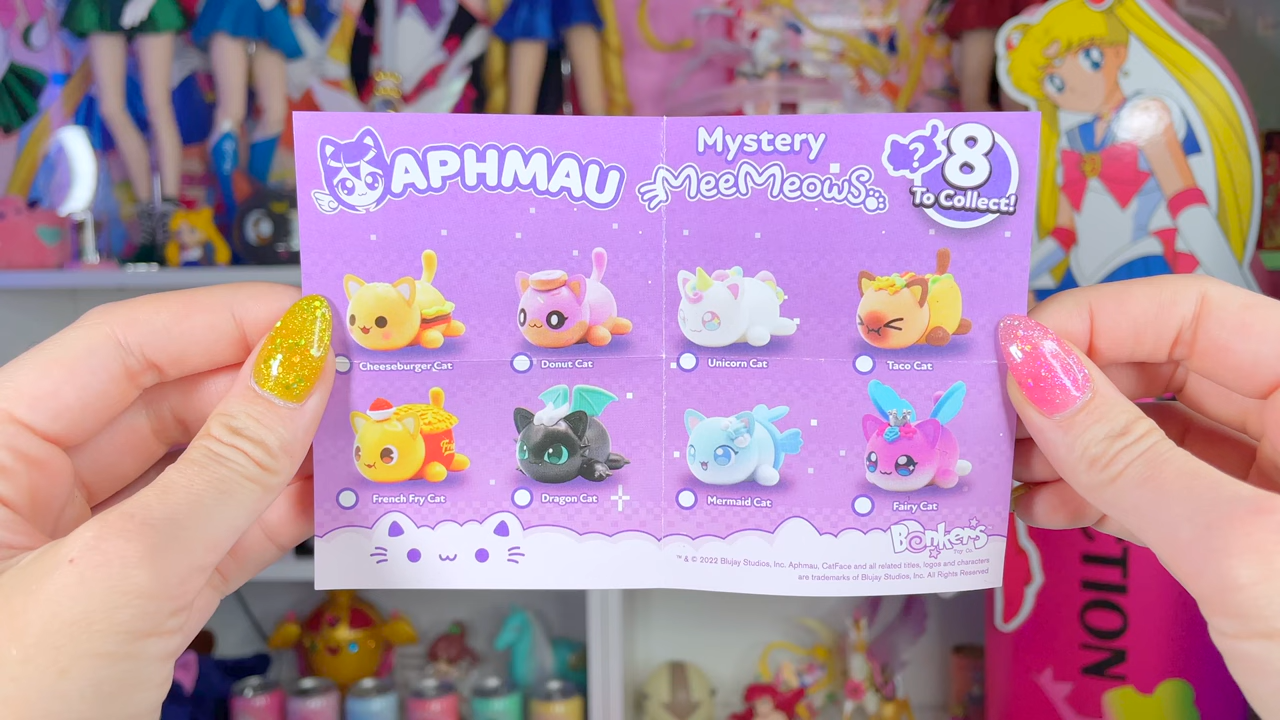 APHMAU
Mystery
MeeMeows
?
8
To Collect!
Cheeseburger Cat
Donut Cat
Unicorn Cat
Taco Cat
French Fry Cat
Dragon Cat
Mermaid Cat
Fairy Cat
Bonkers
Toy Co
™ & © 2022 Blujay Studios, Inc. Aphmau, CatFace and all related titles, logos and characters
are trademarks of Blujay Studios, Inc. All Rights Reserved
CTION